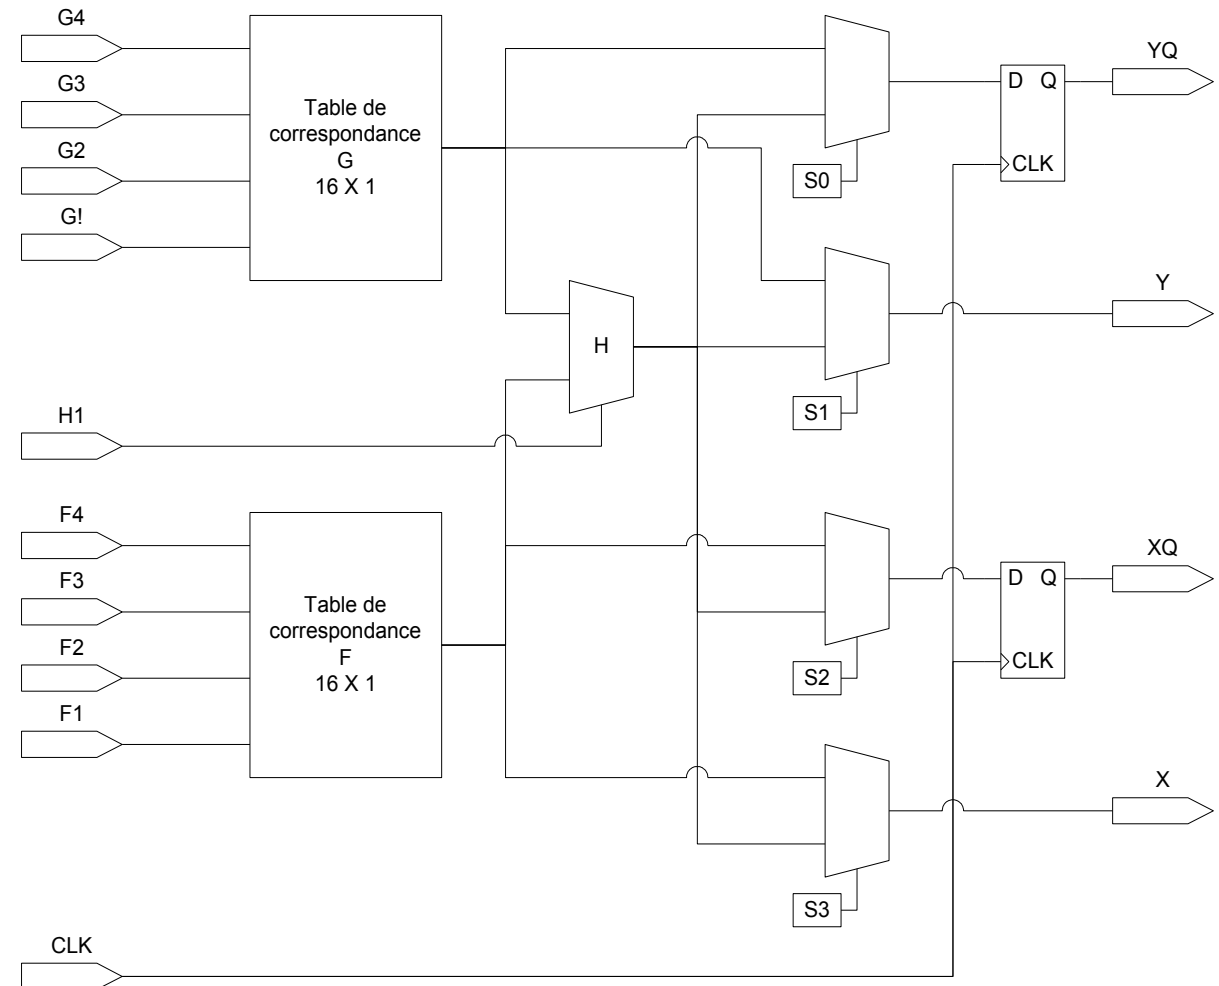 G4
G3
G2
G!
Table de
correspondance
G
16 X 1
H1
H
F4
F3
F2
F1
Table de
correspondance
F
16 X 1
CLK
S0
S1
S2
S3
D Q
CLK
D Q
CLK
YQ
Y
XQ
X